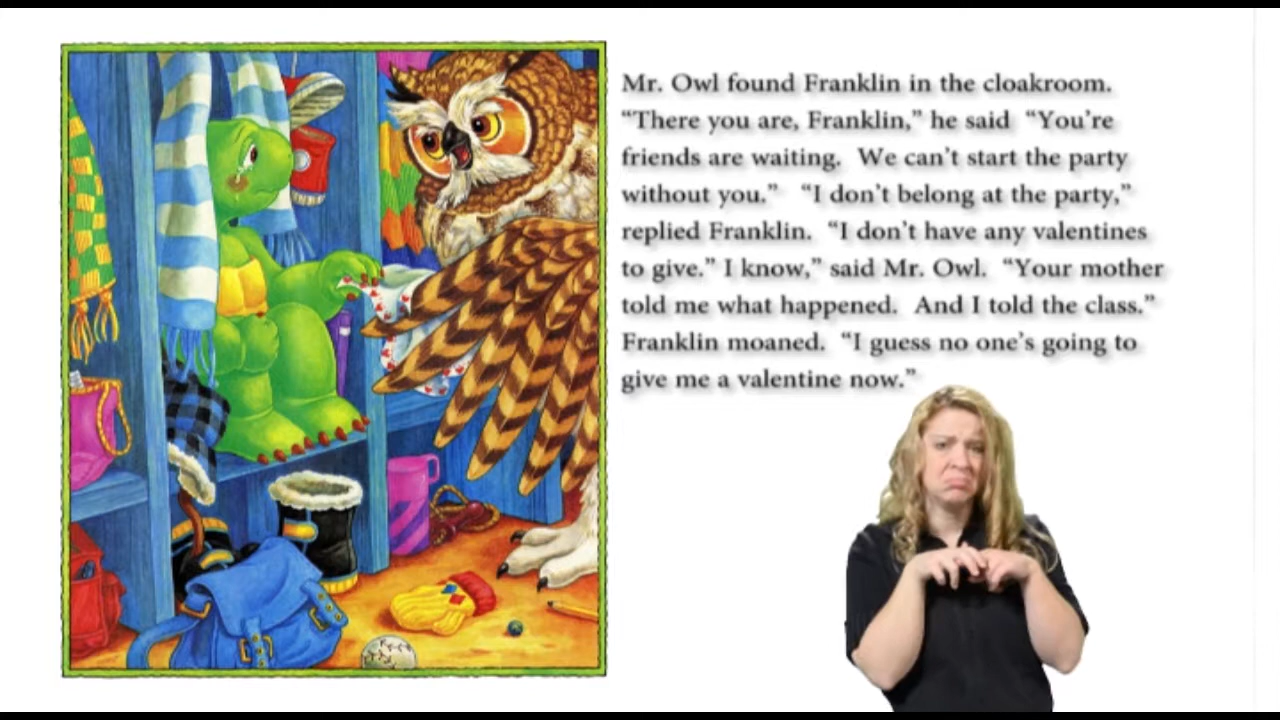 Mr. Owl found Franklin in the cloakroom.
“There you are, Franklin,” he said “You’re
friends are waiting. We can’t start the party
without you.” “I don’t belong at the party,”
replied Franklin. “I don’t have any valentines
to give.” I know,” said Mr. Owl. “Your mother
told me what happened. And I told the class.”
Franklin moaned. “I guess no one’s going to
give me a valentine now.”